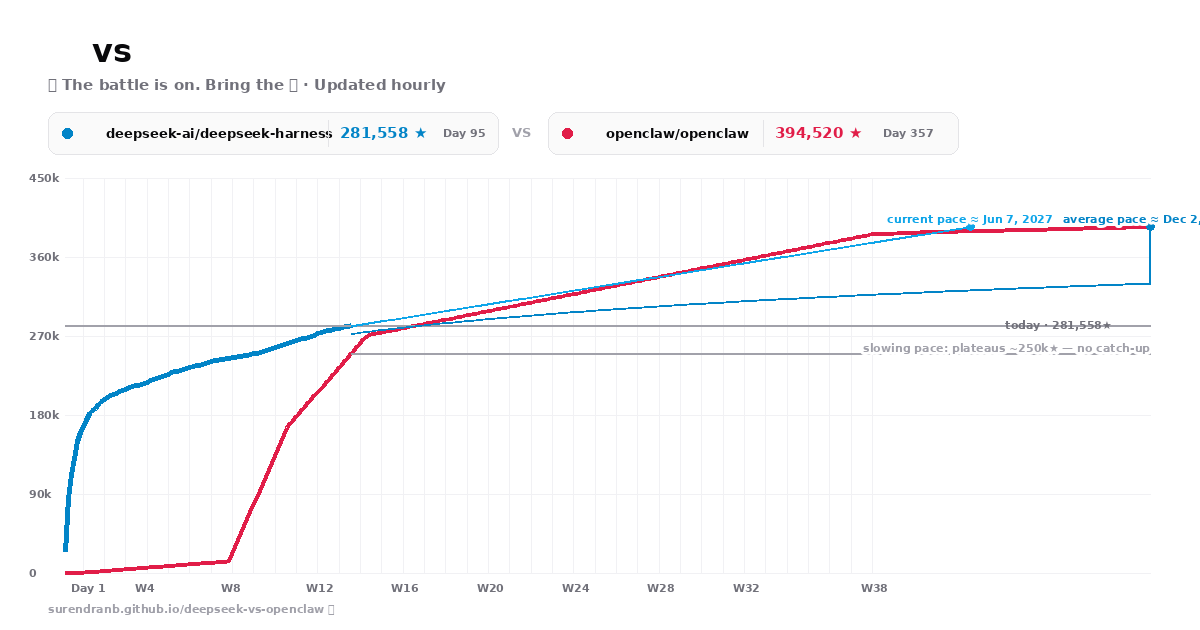 vs
The battle is on. Bring the · Updated hourly
deepseek-ai/deepseek-harness 281,558 ★ Day 95 VS openclaw/openclaw 394,520 ★ Day 357
450k
current pace ≈ Jun 7, 2027 average pace ≈ Dec 2,
360k
270k
today · 281,558★
slowing pace: plateaus ~250k★ — no catch-up
180k
90k
0
Day 1 W4 W8 W12 W16 W20 W24 W28 W32 W38
surendranb.github.io/deepseek-vs-openclaw